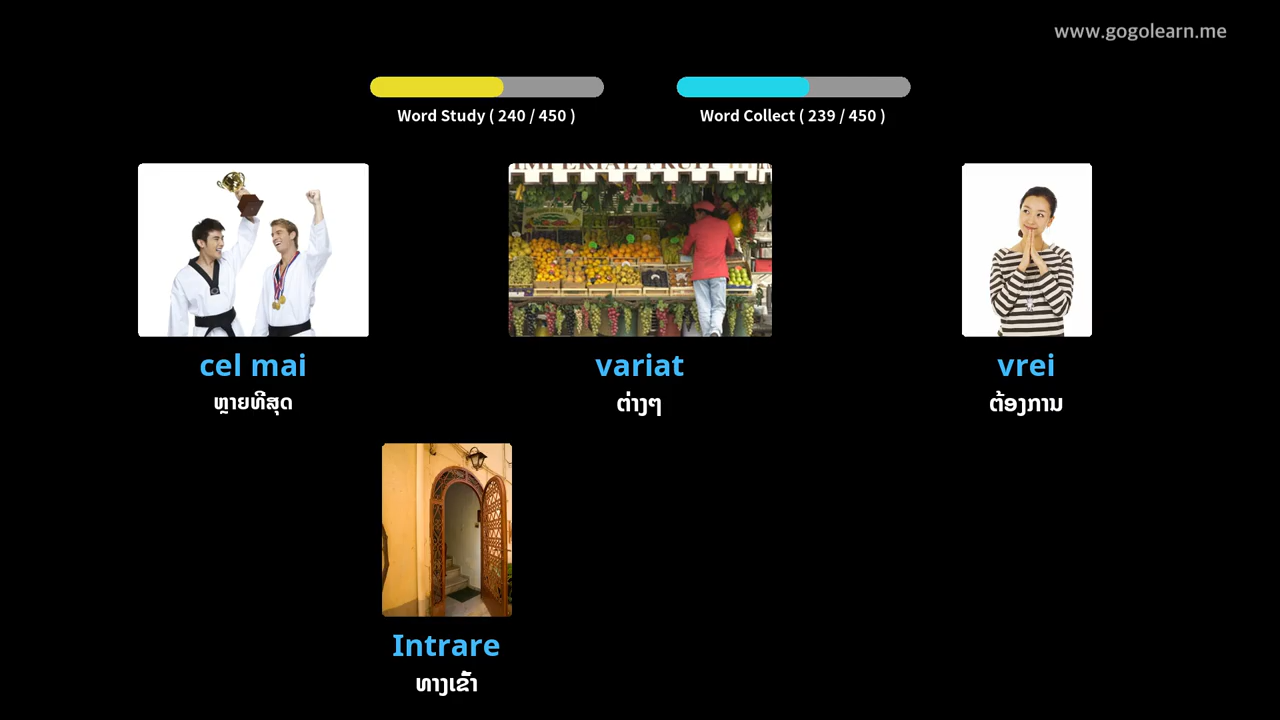 www.gogolearn.me
Word Study ( 240 / 450 )
Word Collect ( 239 / 450 )
IMPERIAL FRUIT
cel mai
ຫຼາຍທີ່ສຸດ
variat
ຕ່າງໆ
vrei
ຕ້ອງການ
Intrare
ທາງເຂົ້າ